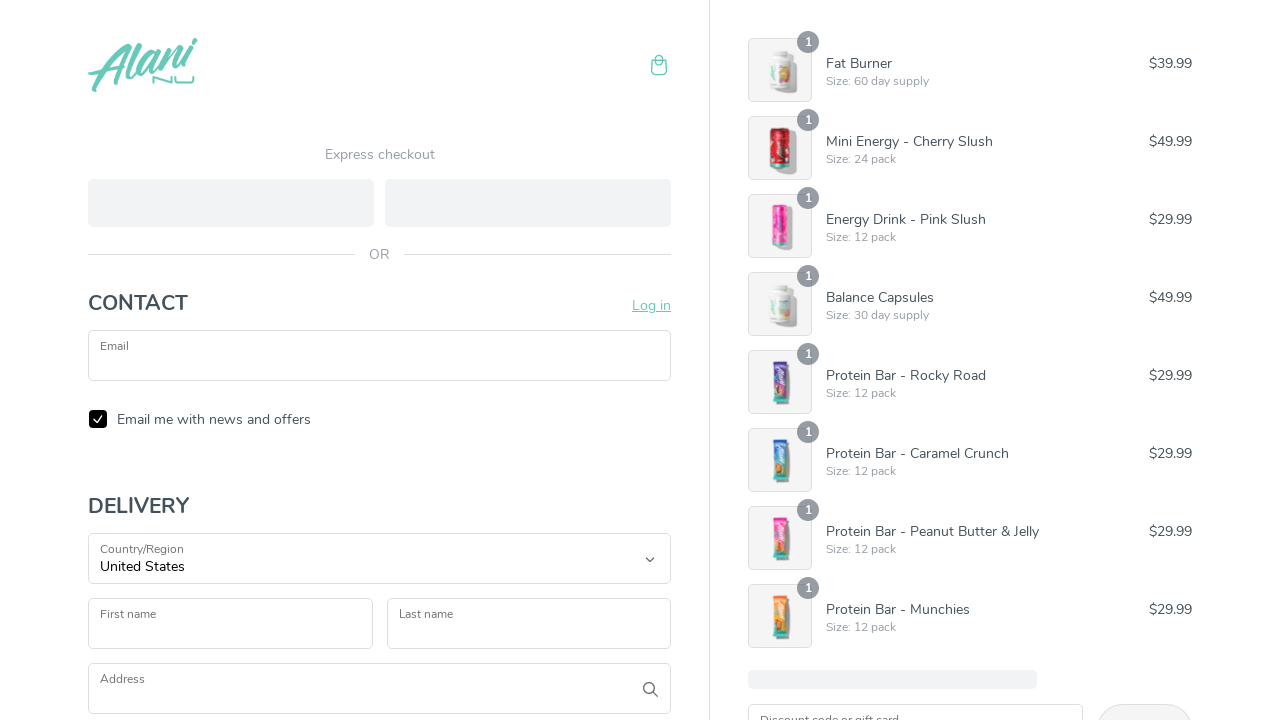 Alani
NU
Express checkout
OR
CONTACT
Log in
Email
Email me with news and offers
DELIVERY
Country/Region
United States
First name
Last name
Address
1
Fat Burner
$39.99
Size: 60 day supply
1
Mini Energy - Cherry Slush
$49.99
Size: 24 pack
1
Energy Drink - Pink Slush
$29.99
Size: 12 pack
1
Balance Capsules
$49.99
Size: 30 day supply
1
Protein Bar - Rocky Road
$29.99
Size: 12 pack
1
Protein Bar - Caramel Crunch
$29.99
Size: 12 pack
1
Protein Bar - Peanut Butter & Jelly
$29.99
Size: 12 pack
1
Protein Bar - Munchies
$29.99
Size: 12 pack
Discount code or gift card